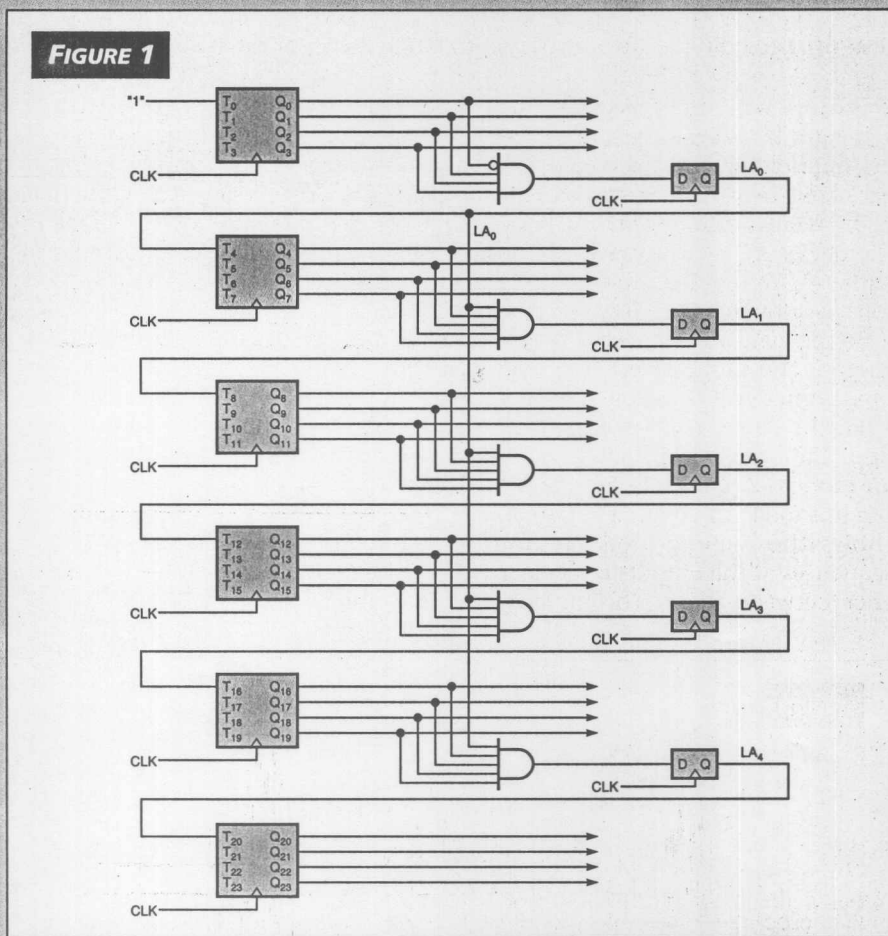 FIGURE 1
"1"
T0 Q0
T1 Q1
T2 Q2
T3 Q3
CLK
D Q
LA0
CLK
LA0
T4 Q4
T5 Q5
T6 Q6
T7 Q7
CLK
D Q
LA1
CLK
T8 Q8
T9 Q9
T10 Q10
T11 Q11
CLK
D Q
LA2
CLK
T12 Q12
T13 Q13
T14 Q14
T15 Q15
CLK
D Q
LA3
CLK
T16 Q16
T17 Q17
T18 Q18
T19 Q19
CLK
D Q
LA4
CLK
T20 Q20
T21 Q21
T22 Q22
T23 Q23
CLK